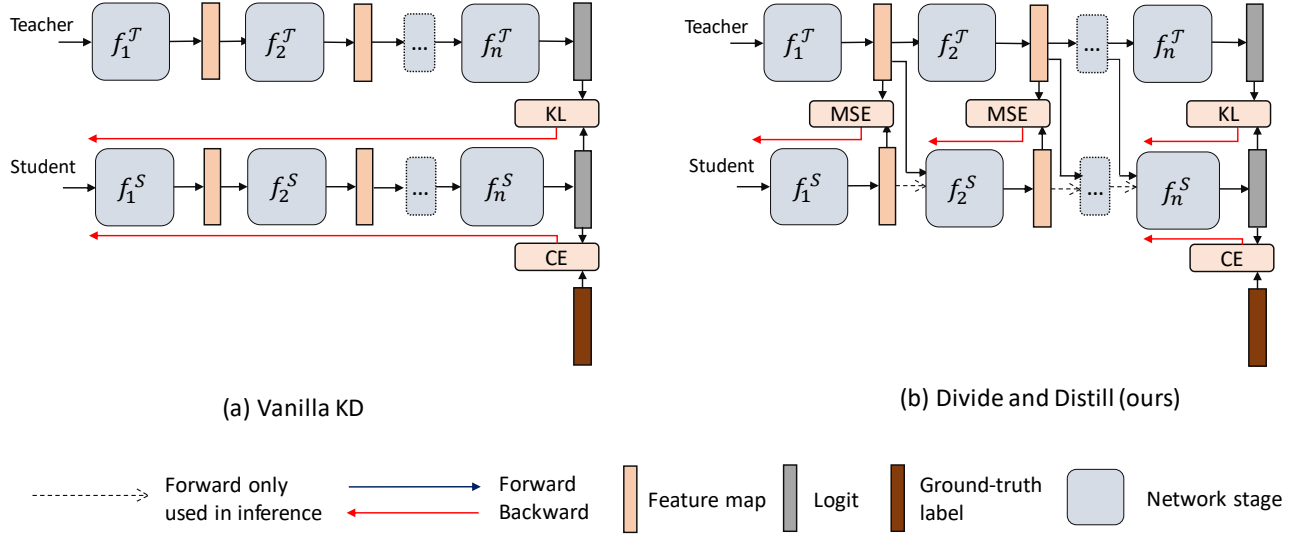 Teacher
f₁ᵀ
f₂ᵀ
...
fₙᵀ
KL
Student
f₁ˢ
f₂ˢ
...
fₙˢ
CE
(a) Vanilla KD
Teacher
f₁ᵀ
f₂ᵀ
...
fₙᵀ
MSE
MSE
KL
Student
f₁ˢ
f₂ˢ
...
fₙˢ
CE
(b) Divide and Distill (ours)
Forward only
used in inference
Forward
Backward
Feature map
Logit
Ground-truth
label
Network stage